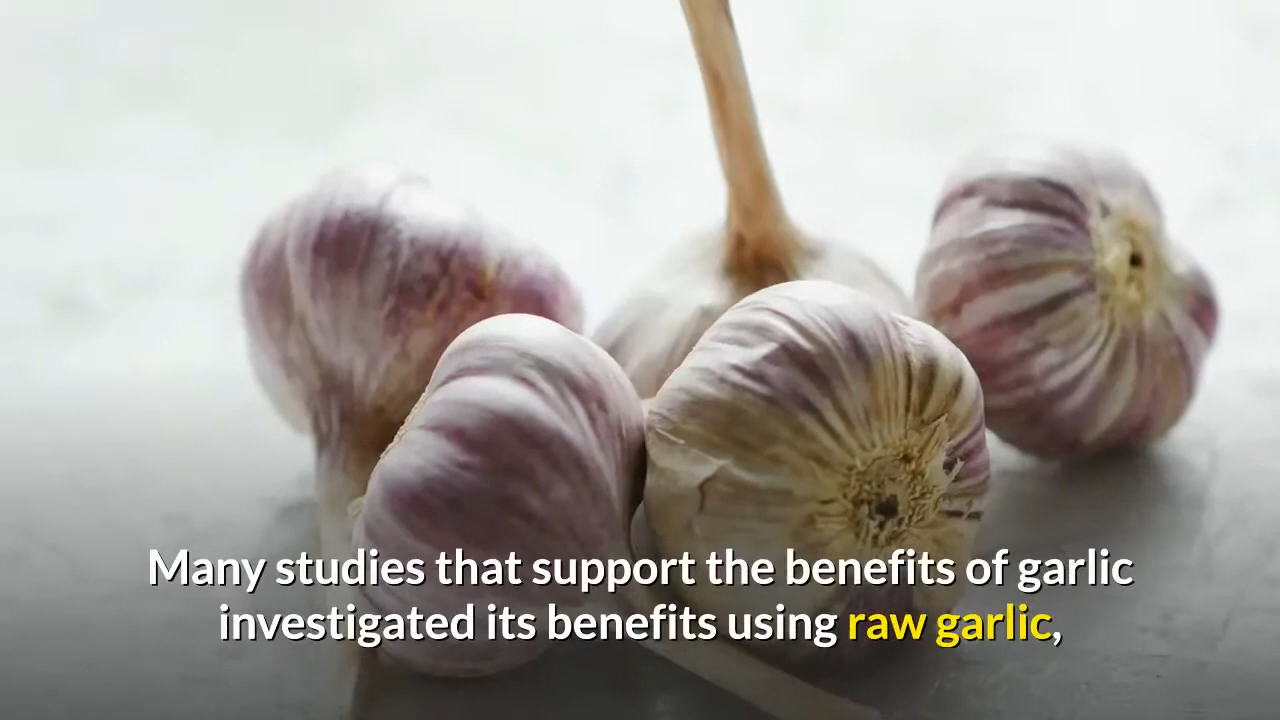 Many studies that support the benefits of garlic
investigated its benefits using raw garlic,